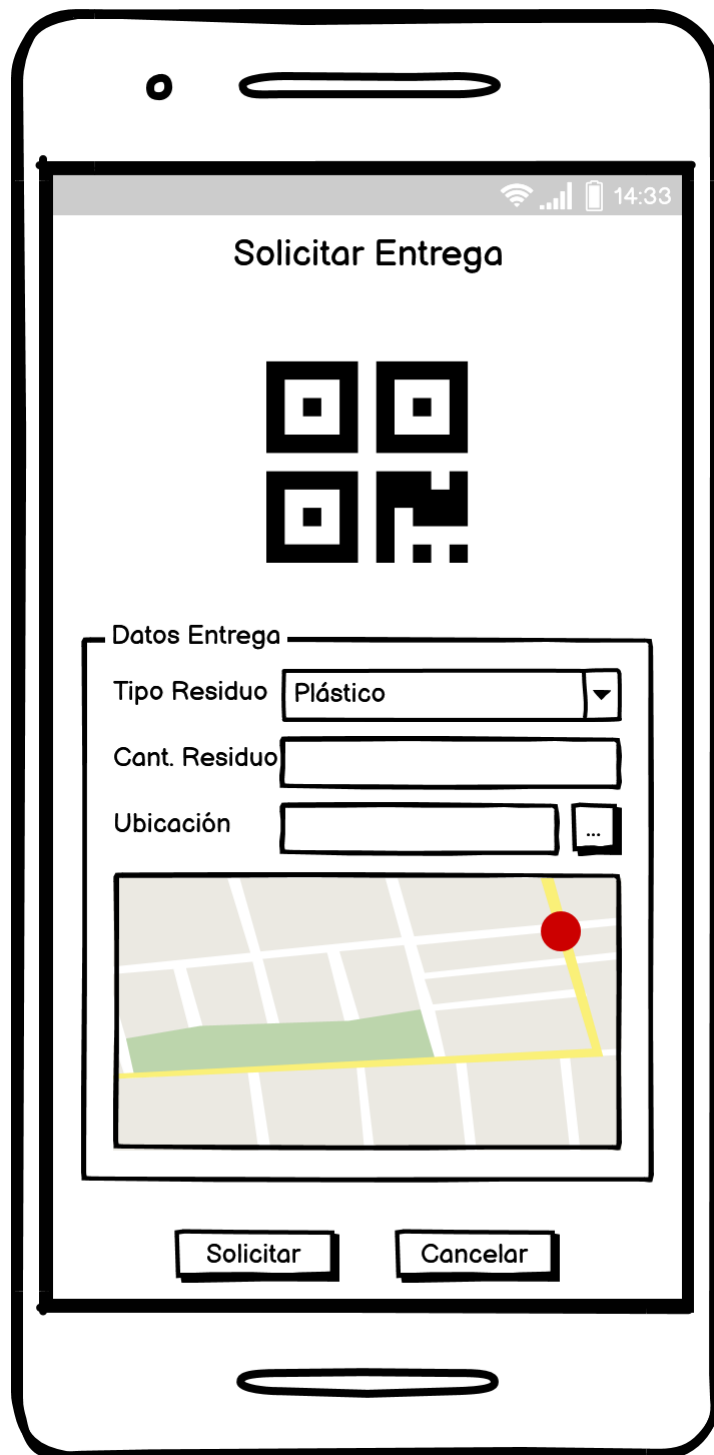 14:33
Solicitar Entrega
Datos Entrega
Tipo Residuo Plástico
Cant. Residuo
Ubicación ...
Solicitar Cancelar